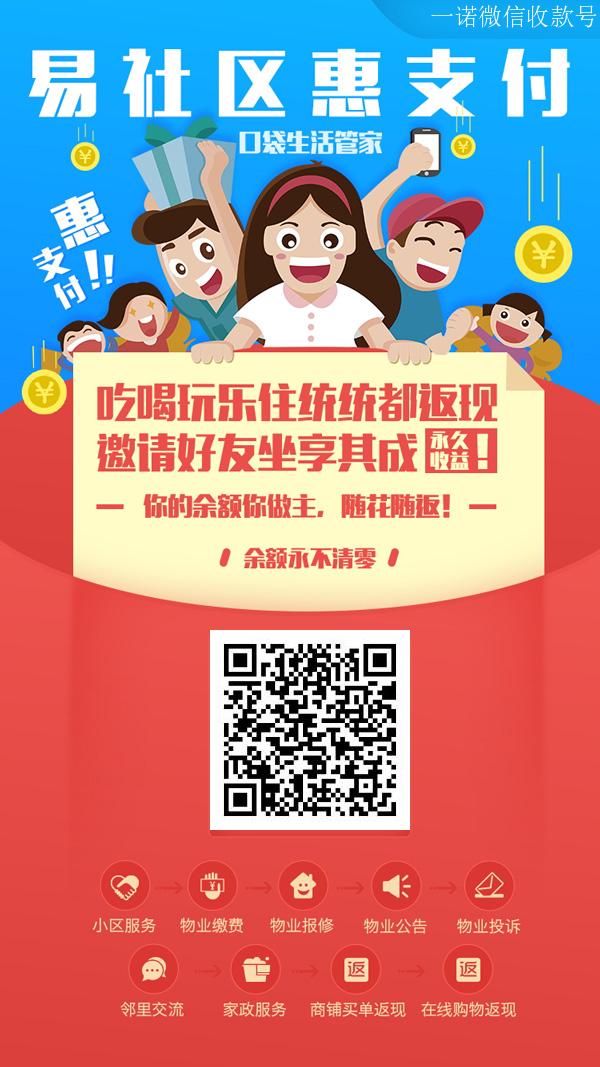 一诺微信收款号
易社区惠支付
口袋生活管家
惠
支付!!
吃喝玩乐住统统都返现
邀请好友坐享其成 永久收益!
你的余额你做主，随花随返！
余额永不清零
小区服务 物业缴费 物业报修 物业公告 物业投诉
返 返
邻里交流 家政服务 商铺买单返现 在线购物返现